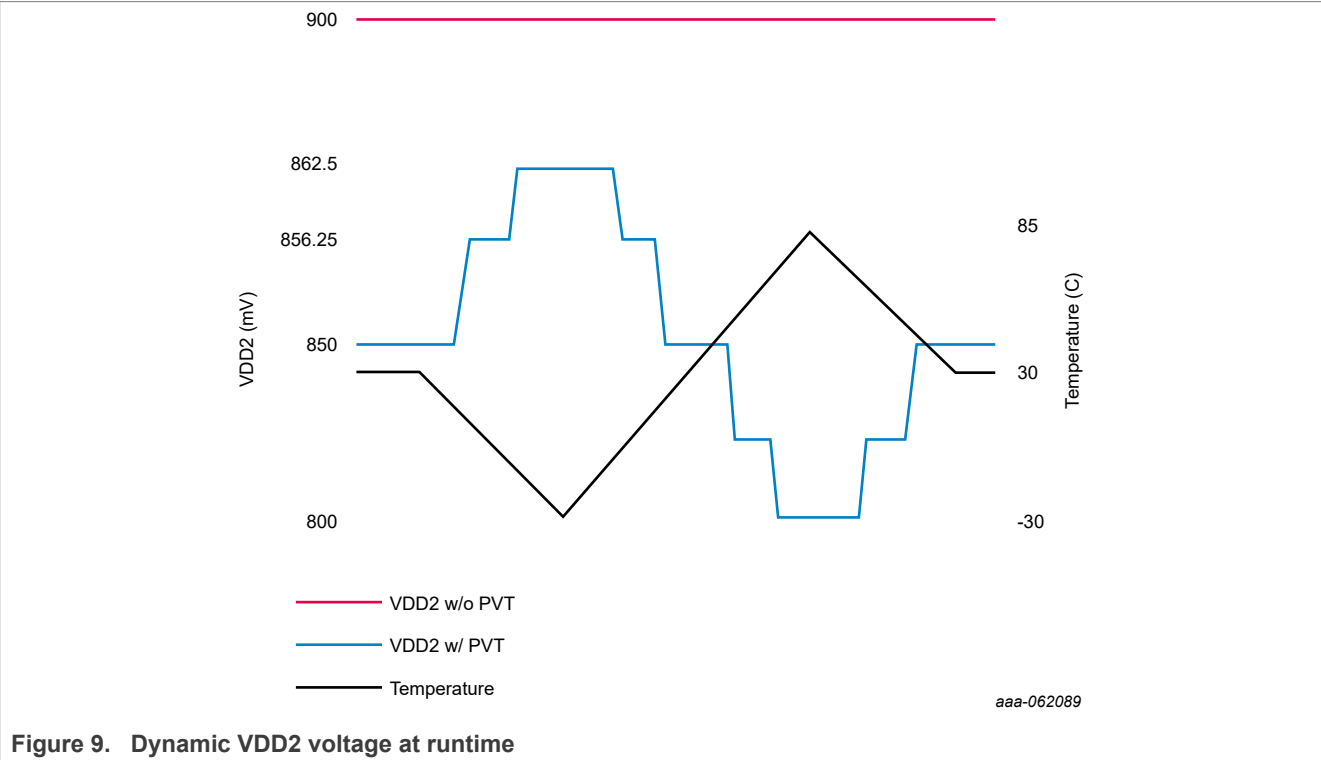 900
862.5
856.25
850
800
VDD2 (mV)
85
30
-30
Temperature (C)
VDD2 w/o PVT
VDD2 w/ PVT
Temperature
aaa-062089
Figure 9. Dynamic VDD2 voltage at runtime